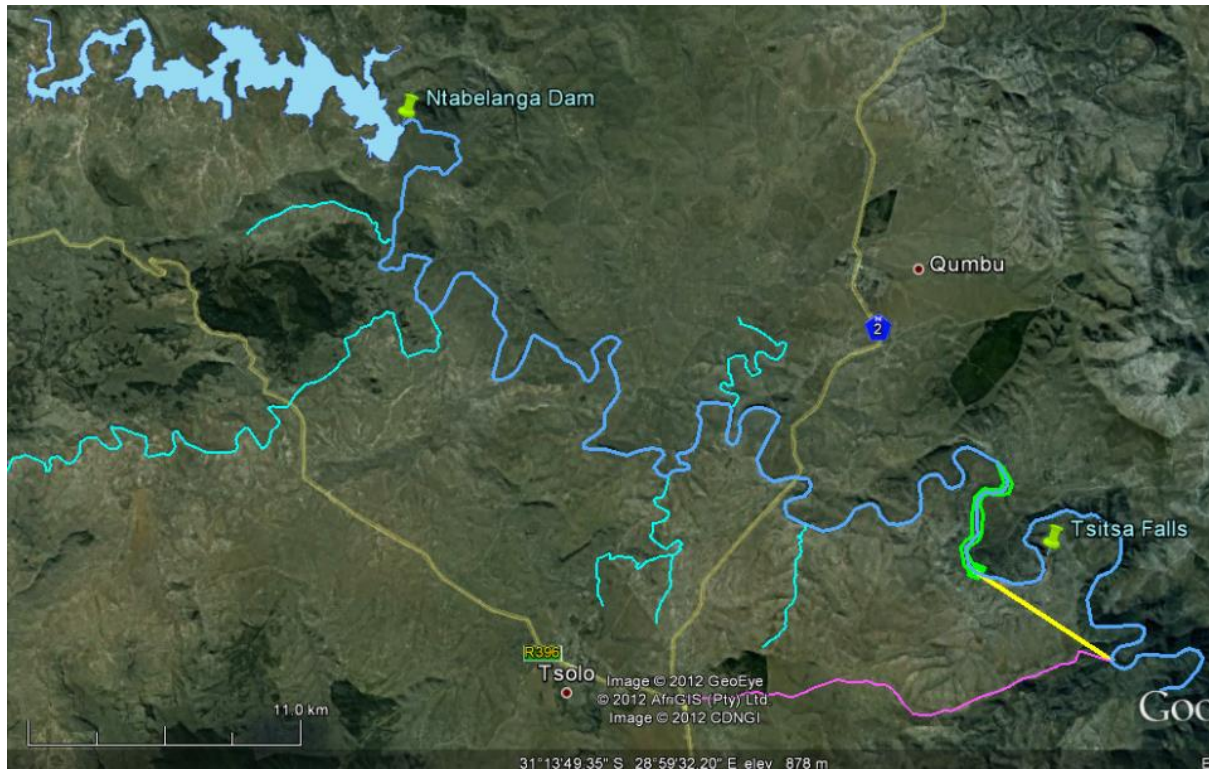 Ntabelanga Dam
Qumbu
N
2
Tsitsa Falls
R396
Tsolo
Image © 2012 GeoEye
© 2012 AfriGIS (Pty) Ltd.
Image © 2012 CDNGI
11.0 km
Goo
31°13'49.35" S 28°59'32.20" E elev 878 m